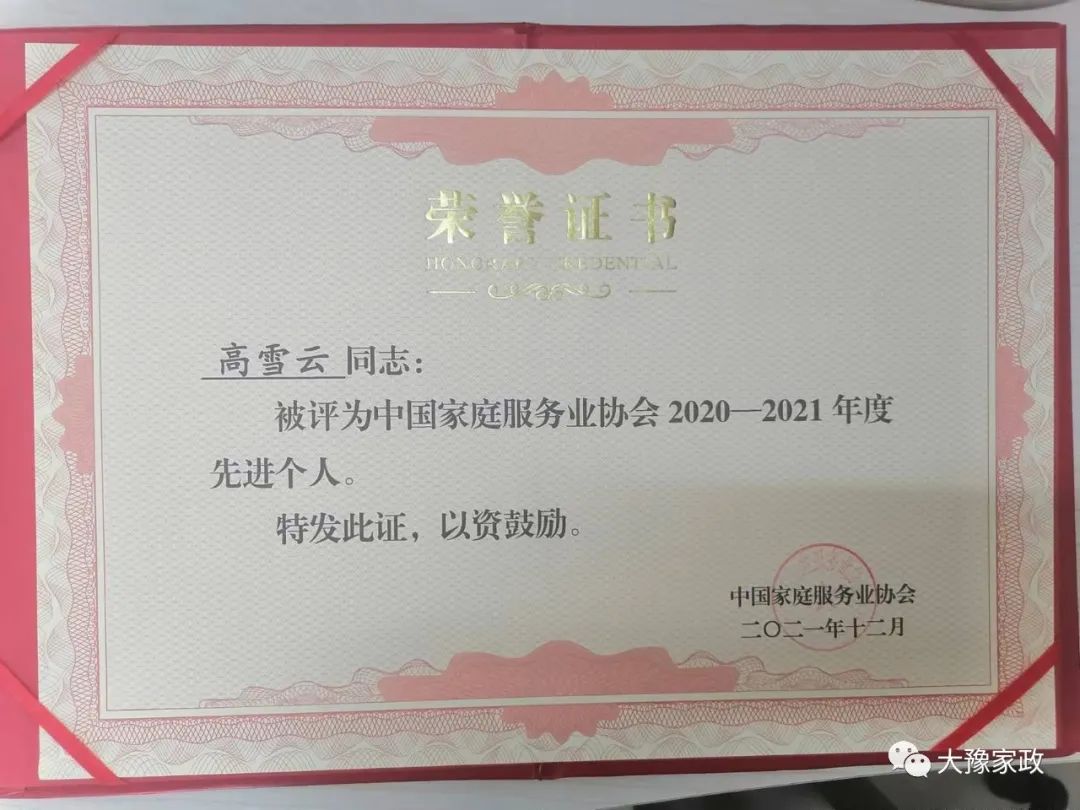 荣誉证书
HONORARY CREDENTIAL
高雪云 同志：
被评为中国家庭服务业协会 2020—2021 年度
先进个人。
特发此证，以资鼓励。
中国家庭服务业协会
二〇二一年十二月
大豫家政